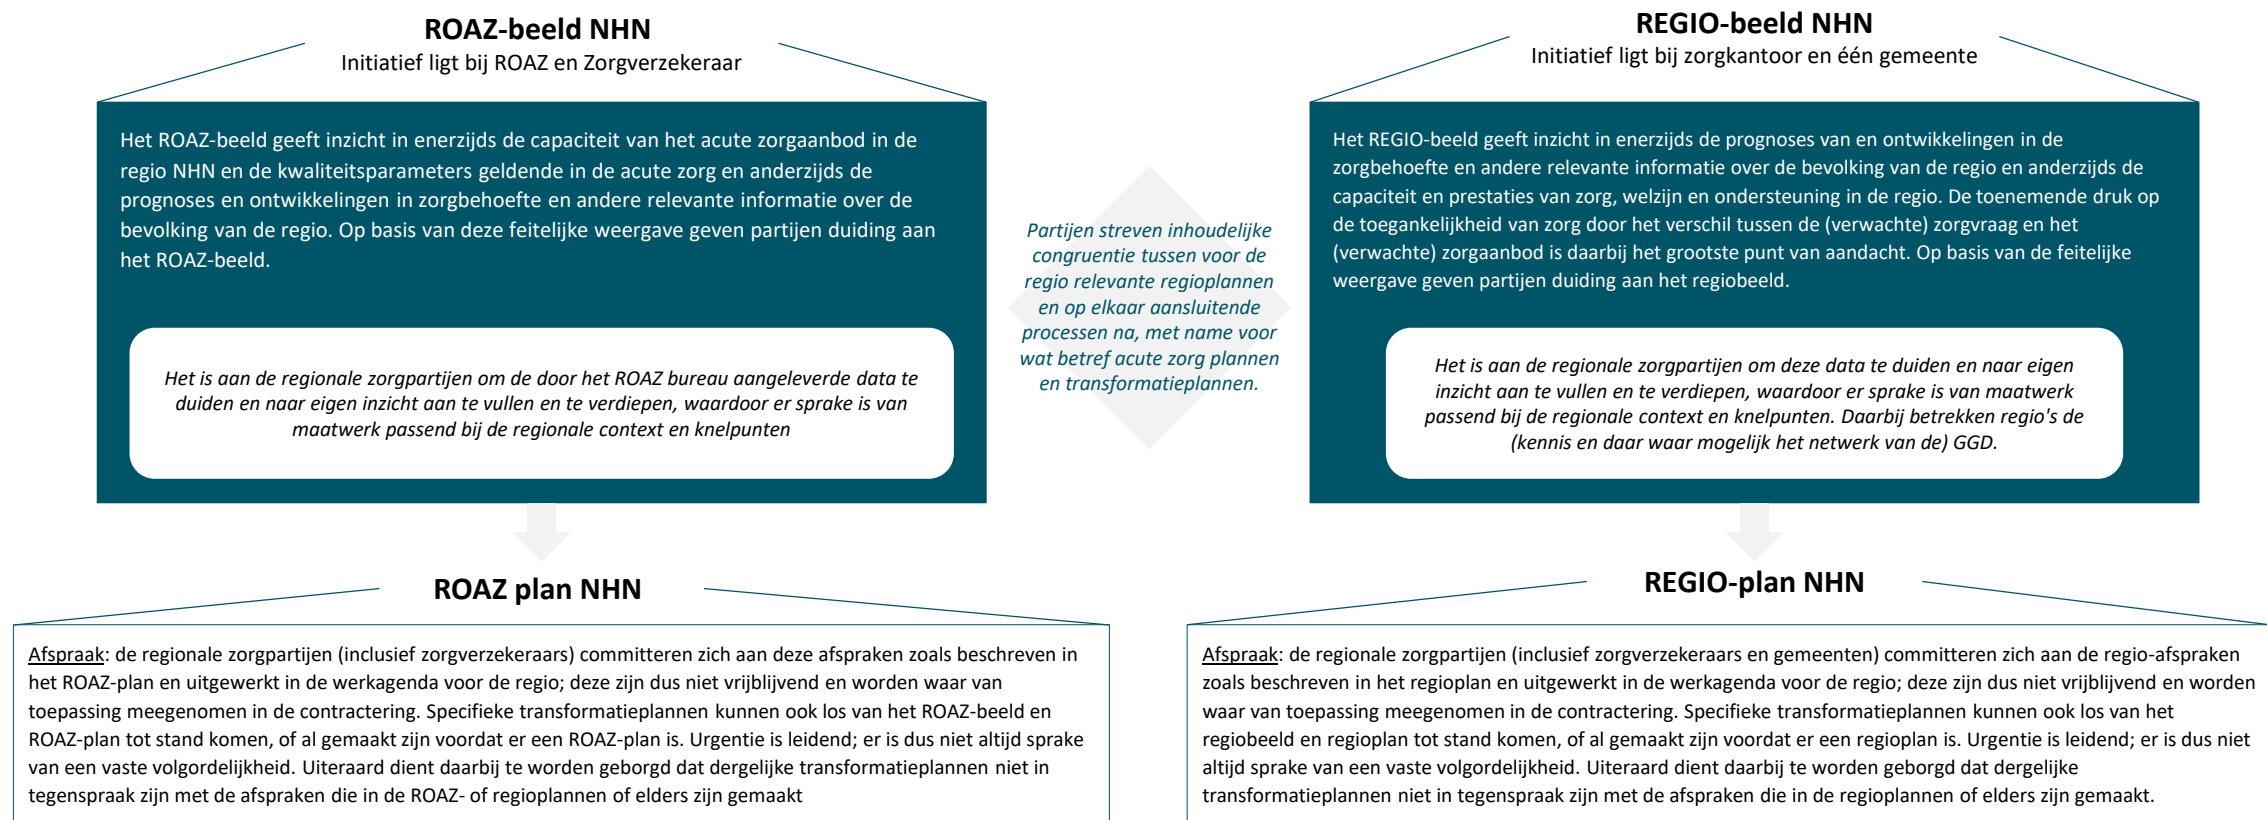 ROAZ-beeld NHN
Initiatief ligt bij ROAZ en Zorgverzekeraar
Het ROAZ-beeld geeft inzicht in enerzijds de capaciteit van het acute zorgaanbod in de
regio NHN en de kwaliteitsparameters geldende in de acute zorg en anderzijds de
prognoses en ontwikkelingen in zorgbehoefte en andere relevante informatie over de
bevolking van de regio. Op basis van deze feitelijke weergave geven partijen duiding aan
het ROAZ-beeld.
Het is aan de regionale zorgpartijen om de door het ROAZ bureau aangeleverde data te
duiden en naar eigen inzicht aan te vullen en te verdiepen, waardoor er sprake is van
maatwerk passend bij de regionale context en knelpunten
Partijen streven inhoudelijke
congruentie tussen voor de
regio relevante regioplannen
en op elkaar aansluitende
processen na, met name voor
wat betref acute zorg plannen
en transformatieplannen.
REGIO-beeld NHN
Initiatief ligt bij zorgkantoor en één gemeente
Het REGIO-beeld geeft inzicht in enerzijds de prognoses van en ontwikkelingen in de
zorgbehoefte en andere relevante informatie over de bevolking van de regio en anderzijds de
capaciteit en prestaties van zorg, welzijn en ondersteuning in de regio. De toenemende druk op
de toegankelijkheid van zorg door het verschil tussen de (verwachte) zorgvraag en het
(verwachte) zorgaanbod is daarbij het grootste punt van aandacht. Op basis van de feitelijke
weergave geven partijen duiding aan het regiobeeld.
Het is aan de regionale zorgpartijen om deze data te duiden en naar eigen
inzicht aan te vullen en te verdiepen, waardoor er sprake is van maatwerk
passend bij de regionale context en knelpunten. Daarbij betrekken regio's de
(kennis en daar waar mogelijk het netwerk van de) GGD.
ROAZ plan NHN
Afspraak: de regionale zorgpartijen (inclusief zorgverzekeraars) committeren zich aan deze afspraken zoals beschreven in
het ROAZ-plan en uitgewerkt in de werkagenda voor de regio; deze zijn dus niet vrijblijvend en worden waar van
toepassing meegenomen in de contractering. Specifieke transformatieplannen kunnen ook los van het ROAZ-beeld en
ROAZ-plan tot stand komen, of al gemaakt zijn voordat er een ROAZ-plan is. Urgentie is leidend; er is dus niet altijd sprake
van een vaste volgordelijkheid. Uiteraard dient daarbij te worden geborgd dat dergelijke transformatieplannen niet in
tegenspraak zijn met de afspraken die in de ROAZ- of regioplannen of elders zijn gemaakt
REGIO-plan NHN
Afspraak: de regionale zorgpartijen (inclusief zorgverzekeraars en gemeenten) committeren zich aan de regio-afspraken
zoals beschreven in het regioplan en uitgewerkt in de werkagenda voor de regio; deze zijn dus niet vrijblijvend en worden
waar van toepassing meegenomen in de contractering. Specifieke transformatieplannen kunnen ook los van het
regiobeeld en regioplan tot stand komen, of al gemaakt zijn voordat er een regioplan is. Urgentie is leidend; er is dus niet
altijd sprake van een vaste volgordelijkheid. Uiteraard dient daarbij te worden geborgd dat dergelijke
transformatieplannen niet in tegenspraak zijn met de afspraken die in de regioplannen of elders zijn gemaakt.